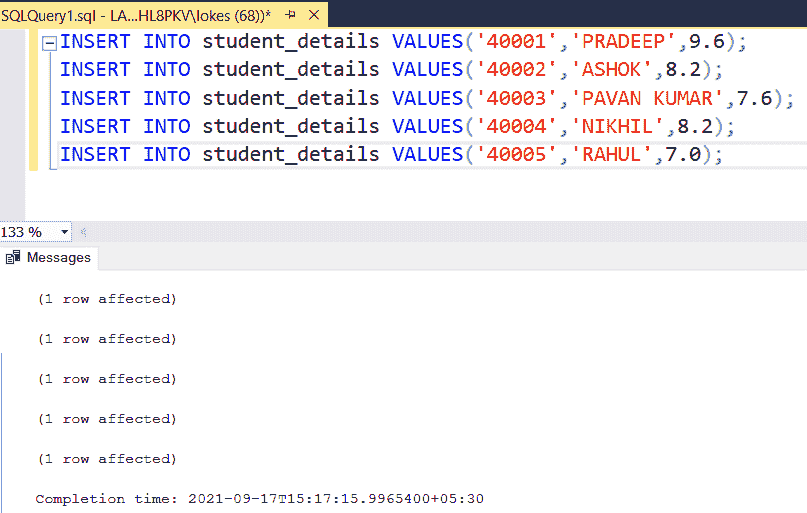 SQLQuery1.sql - LA...HL8PKV\lokes (68))*
INSERT INTO student_details VALUES('40001','PRADEEP',9.6);
INSERT INTO student_details VALUES('40002','ASHOK',8.2);
INSERT INTO student_details VALUES('40003','PAVAN KUMAR',7.6);
INSERT INTO student_details VALUES('40004','NIKHIL',8.2);
INSERT INTO student_details VALUES('40005','RAHUL',7.0);
133 %
Messages
(1 row affected)
(1 row affected)
(1 row affected)
(1 row affected)
(1 row affected)
Completion time: 2021-09-17T15:17:15.9965400+05:30